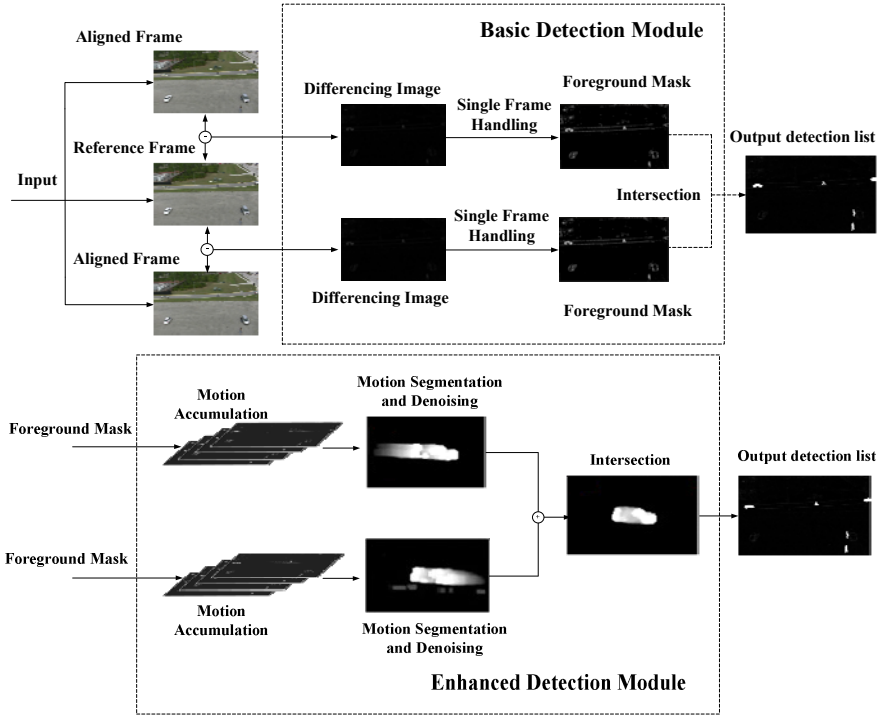 Aligned Frame
Basic Detection Module
Differencing Image
Single Frame
Handling
Foreground Mask
Reference Frame
Output detection list
Input
Intersection
Aligned Frame
Single Frame
Handling
Differencing Image
Foreground Mask
Motion
Accumulation
Motion Segmentation
and Denoising
Foreground Mask
Intersection
Output detection list
Foreground Mask
Motion
Accumulation
Motion Segmentation
and Denoising
Enhanced Detection Module